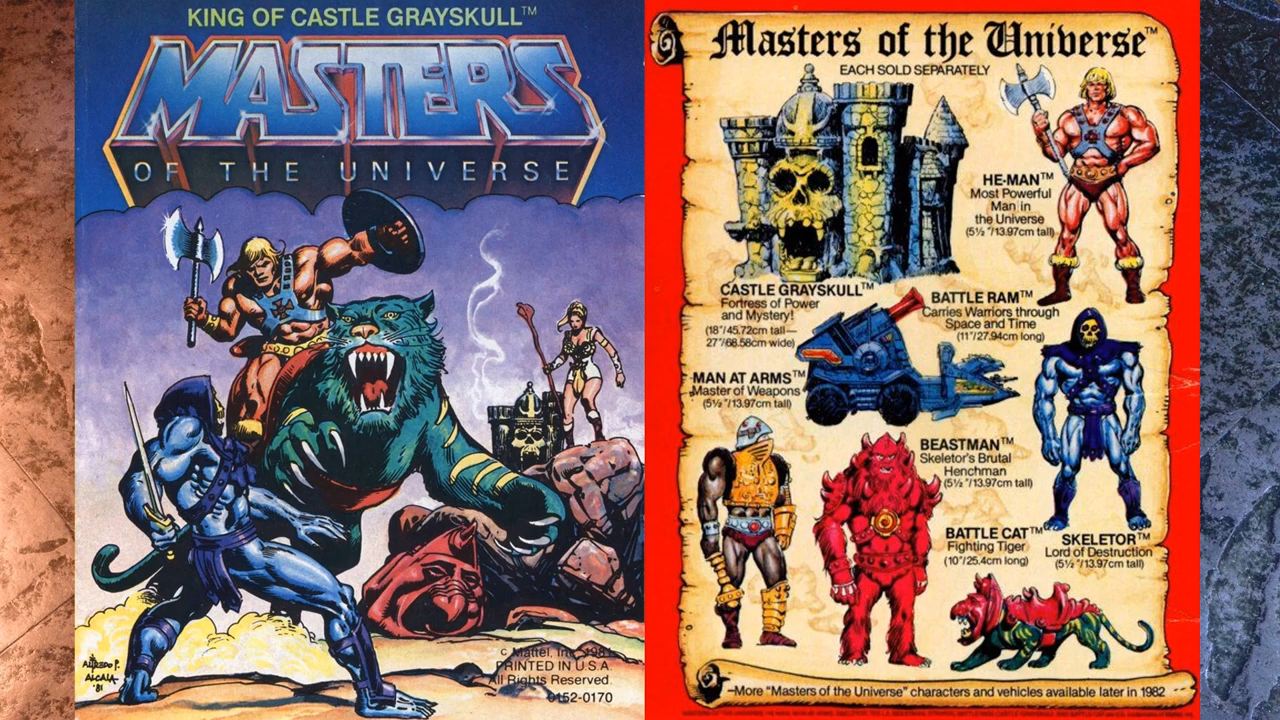 KING OF CASTLE GRAYSKULL™
MASTERS
OF THE UNIVERSE
ALFREDO P.
ALCALA
'81
© Mattel, Inc. 1981
PRINTED IN U.S.A.
All Rights Reserved.
0152-0170
Masters of the Universe™
EACH SOLD SEPARATELY
HE-MAN™
Most Powerful
Man in
the Universe
(5½"/13.97cm tall)
CASTLE GRAYSKULL™
Fortress of Power
and Mystery!
(18"/45.72cm tall—
27"/68.58cm wide)
BATTLE RAM™
Carries Warriors through
Space and Time
(11"/27.94cm long)
MAN AT ARMS™
Master of Weapons
(5½"/13.97cm tall)
BEASTMAN™
Skeletor's Brutal
Henchman
(5½"/13.97cm tall)
BATTLE CAT™
Fighting Tiger
(10"/25.4cm long)
SKELETOR™
Lord of Destruction
(5½"/13.97cm tall)
–More "Masters of the Universe" characters and vehicles available later in 1982